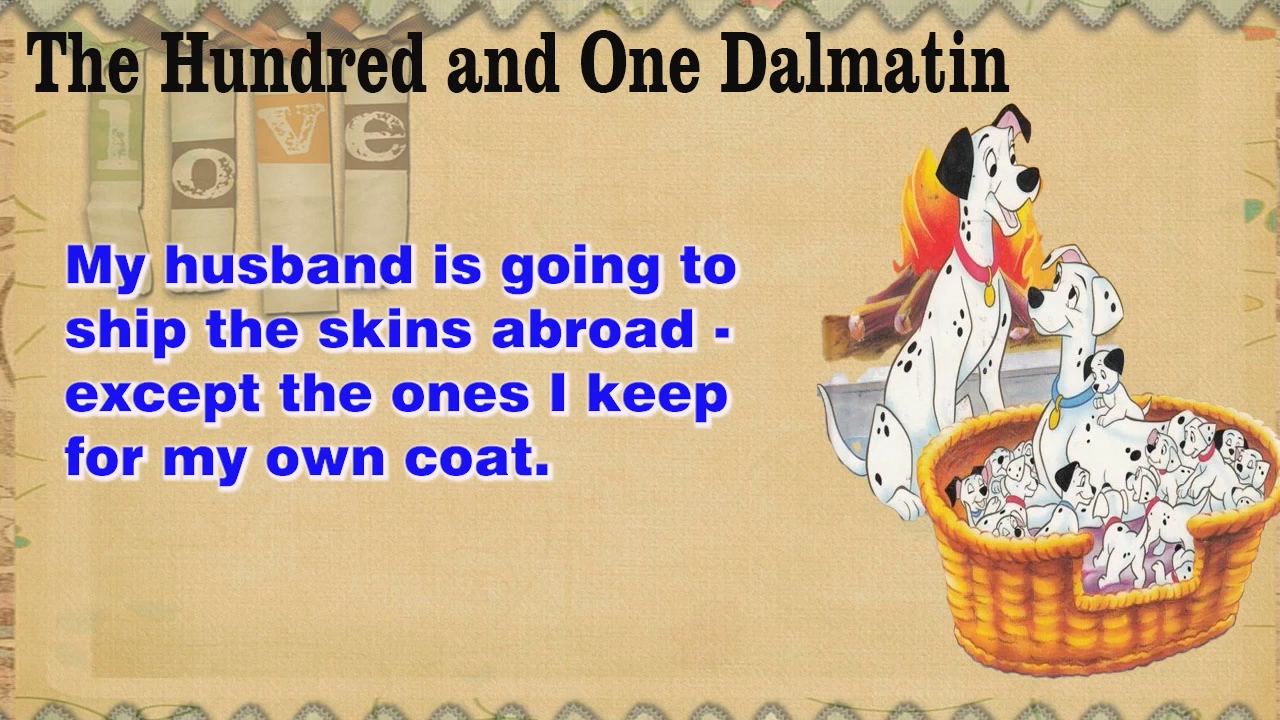 The Hundred and One Dalmatin
love
My husband is going to
ship the skins abroad -
except the ones I keep
for my own coat.